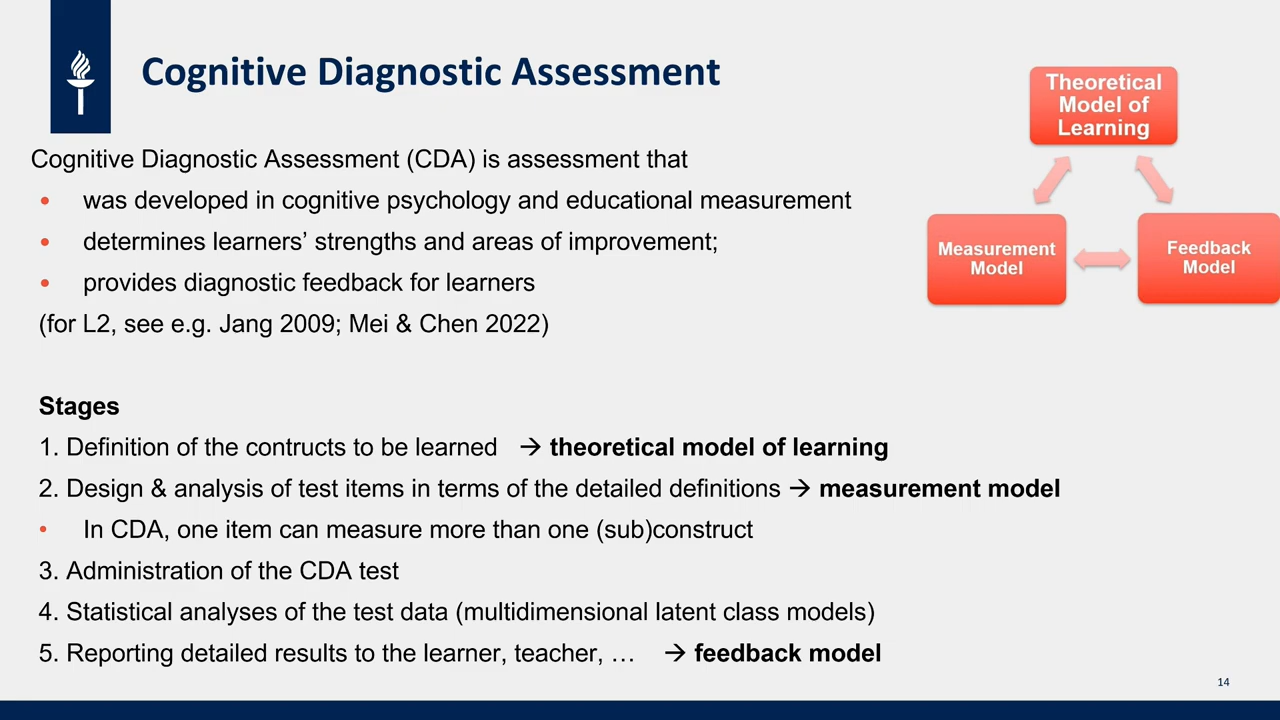 Cognitive Diagnostic Assessment
Cognitive Diagnostic Assessment (CDA) is assessment that
• was developed in cognitive psychology and educational measurement
• determines learners’ strengths and areas of improvement;
• provides diagnostic feedback for learners
(for L2, see e.g. Jang 2009; Mei & Chen 2022)
Theoretical
Model of
Learning
Measurement
Model
Feedback
Model
Stages
1. Definition of the contructs to be learned → theoretical model of learning
2. Design & analysis of test items in terms of the detailed definitions → measurement model
• In CDA, one item can measure more than one (sub)construct
3. Administration of the CDA test
4. Statistical analyses of the test data (multidimensional latent class models)
5. Reporting detailed results to the learner, teacher, … → feedback model
14